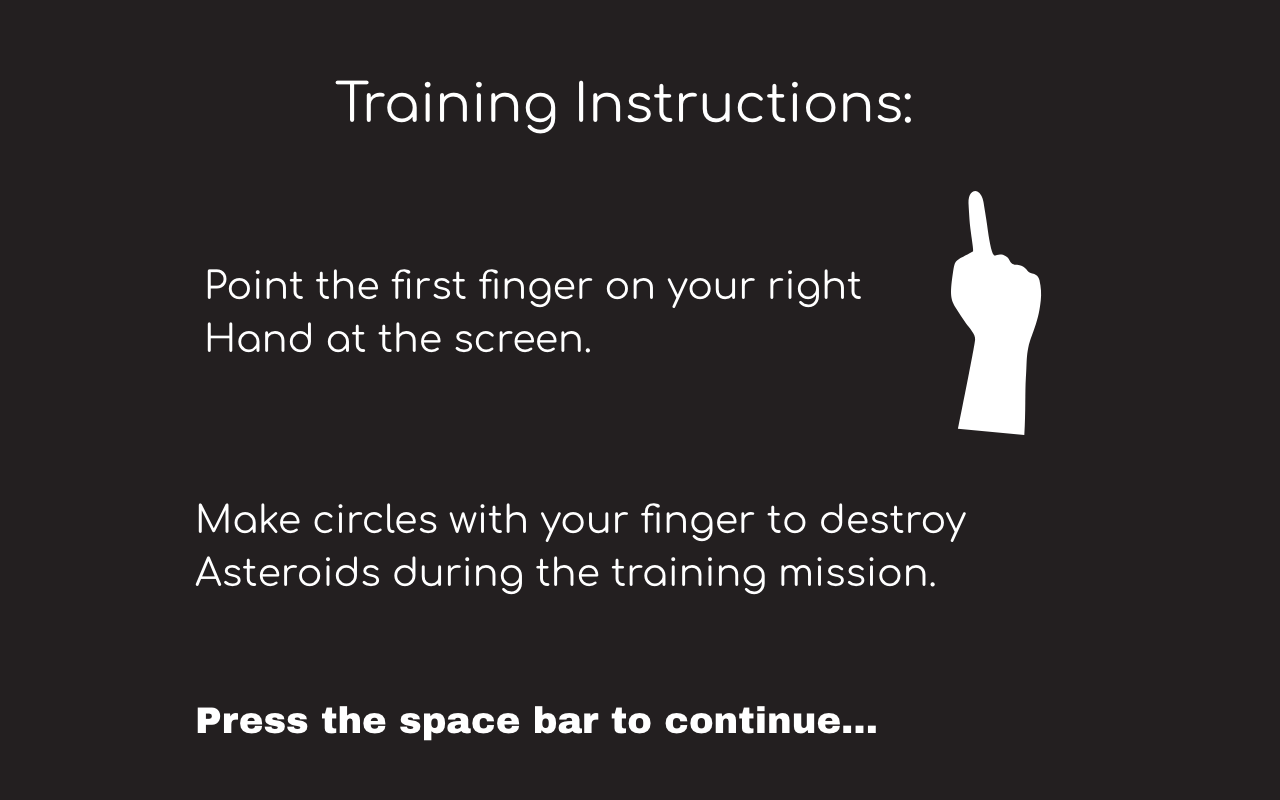 Training Instructions:
Point the first finger on your right
Hand at the screen.
Make circles with your finger to destroy
Asteroids during the training mission.
Press the space bar to continue...